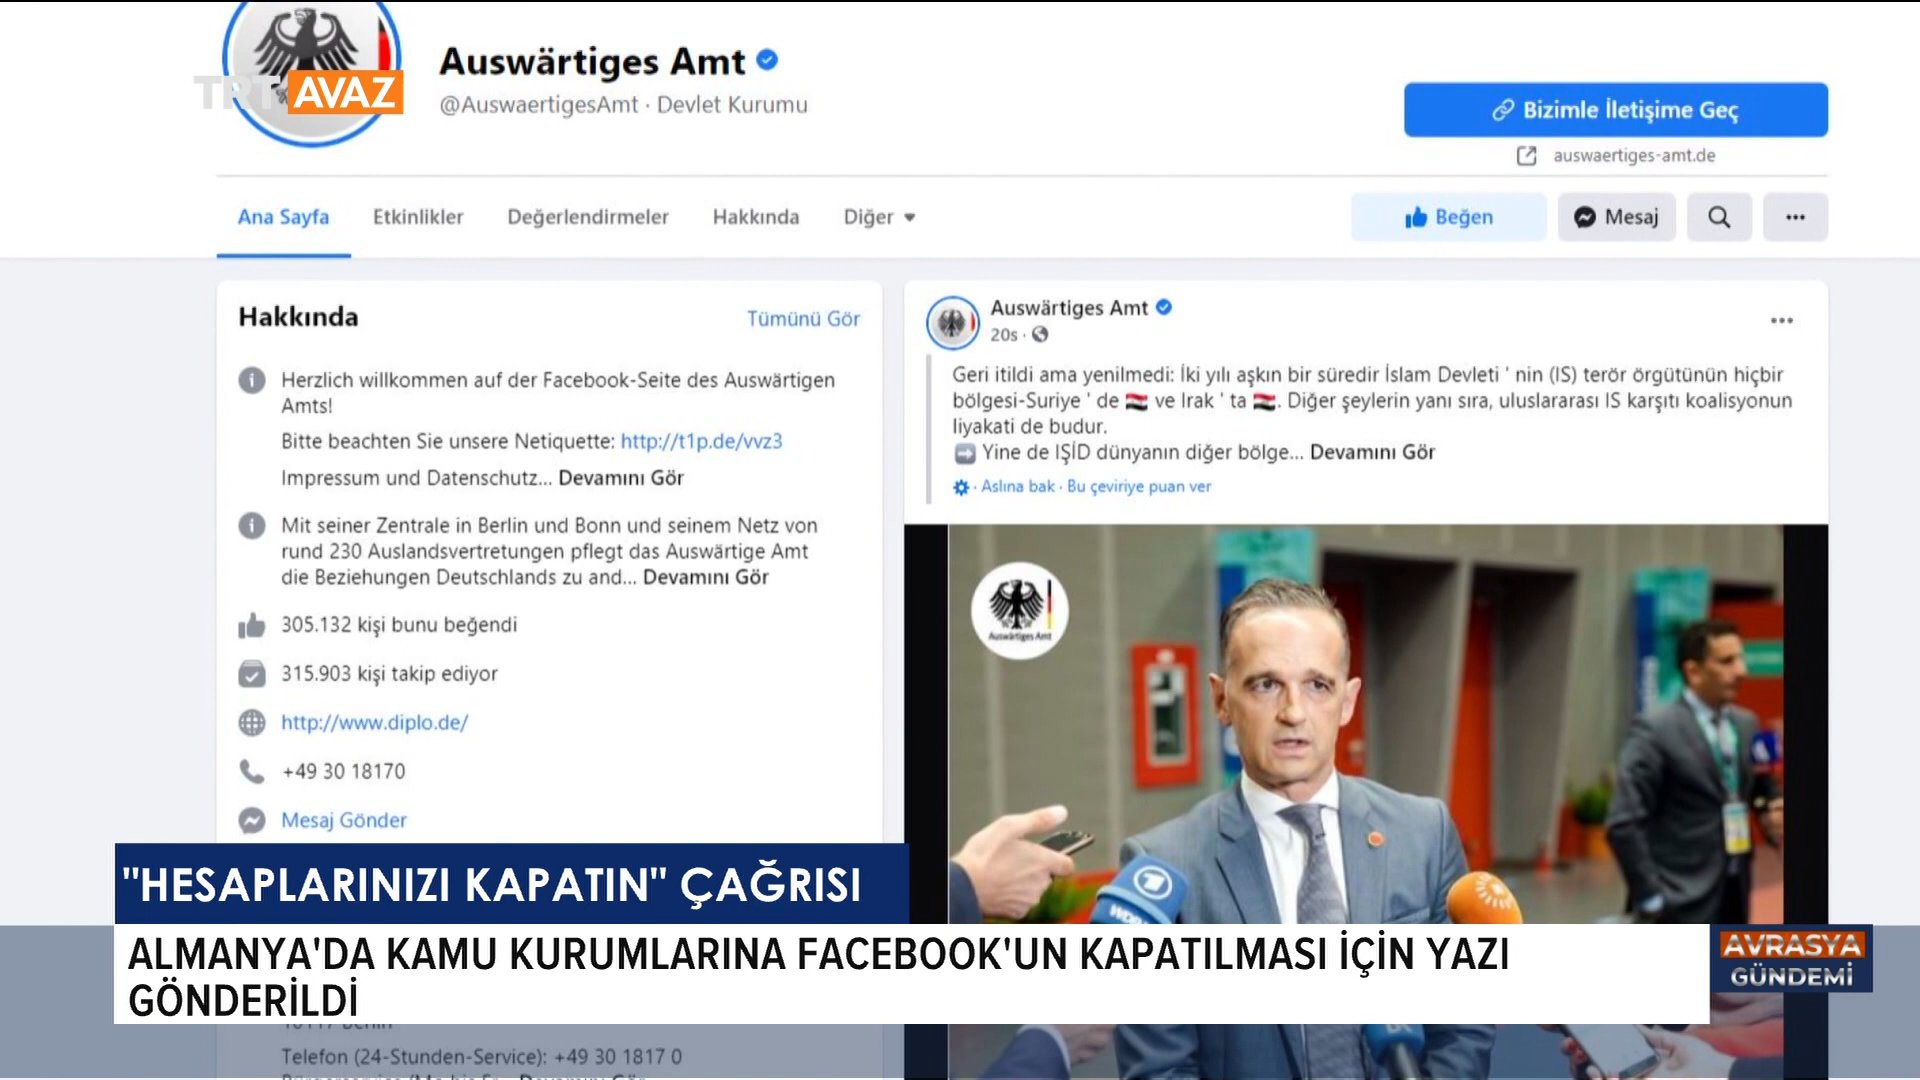 Auswärtiges Amt
TRT AVAZ
@AuswaertigesAmt · Devlet Kurumu
Bizimle İletişime Geç
auswaertiges-amt.de
Ana Sayfa
Etkinlikler
Değerlendirmeler
Hakkında
Diğer
Beğen
Mesaj
Hakkında
Tümünü Gör
Herzlich willkommen auf der Facebook-Seite des Auswärtigen
Amts!
Bitte beachten Sie unsere Netiquette: http://t1p.de/vvz3
Impressum und Datenschutz... Devamını Gör
Mit seiner Zentrale in Berlin und Bonn und seinem Netz von
rund 230 Auslandsvertretungen pflegt das Auswärtige Amt
die Beziehungen Deutschlands zu and... Devamını Gör
305.132 kişi bunu beğendi
315.903 kişi takip ediyor
http://www.diplo.de/
+49 30 18170
Mesaj Gönder
Auswärtiges Amt
20s ·
Geri itildi ama yenilmedi: İki yılı aşkın bir süredir İslam Devleti ' nin (IS) terör örgütünün hiçbir
bölgesi-Suriye ' de 🇸🇾 ve Irak ' ta 🇮🇶. Diğer şeylerin yanı sıra, uluslararası IS karşıtı koalisyonun
liyakati de budur.
➡️ Yine de IŞİD dünyanın diğer bölge... Devamını Gör
· Aslına bak · Bu çeviriye puan ver
Auswärtiges Amt
"HESAPLARINIZI KAPATIN" ÇAĞRISI
ALMANYA'DA KAMU KURUMLARINA FACEBOOK'UN KAPATILMASI İÇİN YAZI
GÖNDERİLDİ
AVRASYA
GÜNDEMİ
Telefon (24-Stunden-Service): +49 30 1817 0